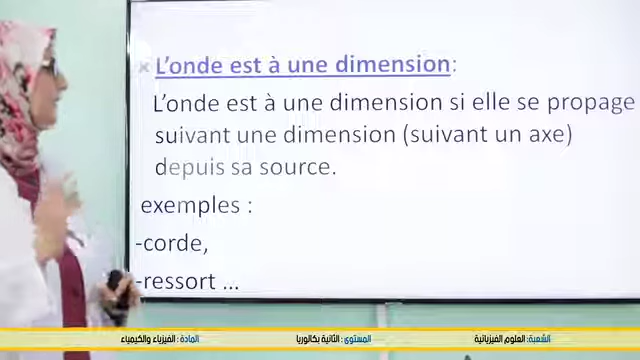 L'onde est à une dimension:
L'onde est à une dimension si elle se propage
suivant une dimension (suivant un axe)
depuis sa source.
exemples :
-corde,
-ressort ...
الشعبة: العلوم الفيزيائية
المستوى : الثانية بكالوريا
المادة : الفيزياء والكيمياء